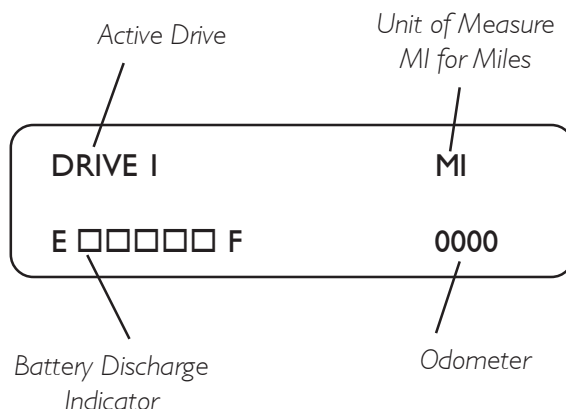 Active Drive
Unit of Measure
MI for Miles
DRIVE 1
MI
E □□□□□ F
0000
Battery Discharge
Indicator
Odometer